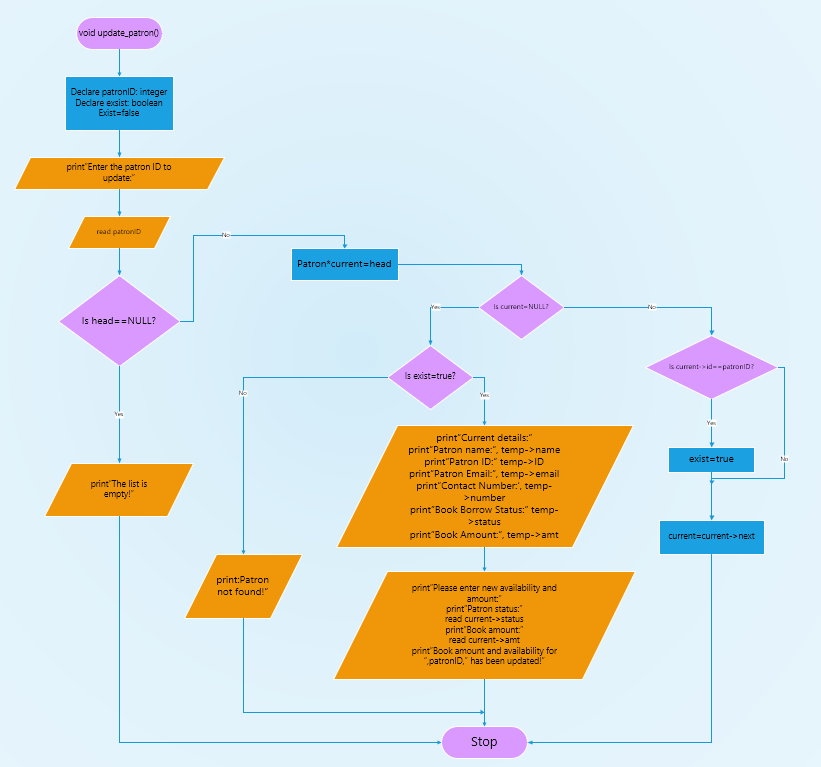 void update_patron()
Declare patronID: integer
Declare exsist: boolean
Exist=false
print"Enter the patron ID to
update:"
read patronID
No
Patron*current=head
Is head==NULL?
Is current=NULL?
Yes
No
Is current->id==patronID?
Is exist=true?
No
Yes
Yes
Yes
print"Current details:"
print"Patron name:", temp->name
print"Patron ID:" temp->ID
print"Patron Email:", temp->email
print"Contact Number:', temp-
>number
print"Book Borrow Status:" temp-
>status
print"Book Amount:", temp->amt
exist=true
No
print"The list is
empty!"
current=current->next
print:Patron
not found!"
print"Please enter new availability and
amount:"
print"Patron status:"
read current->status
print"Book amount:"
read current->amt
print"Book amount and availability for
",patronID," has been updated!"
Stop